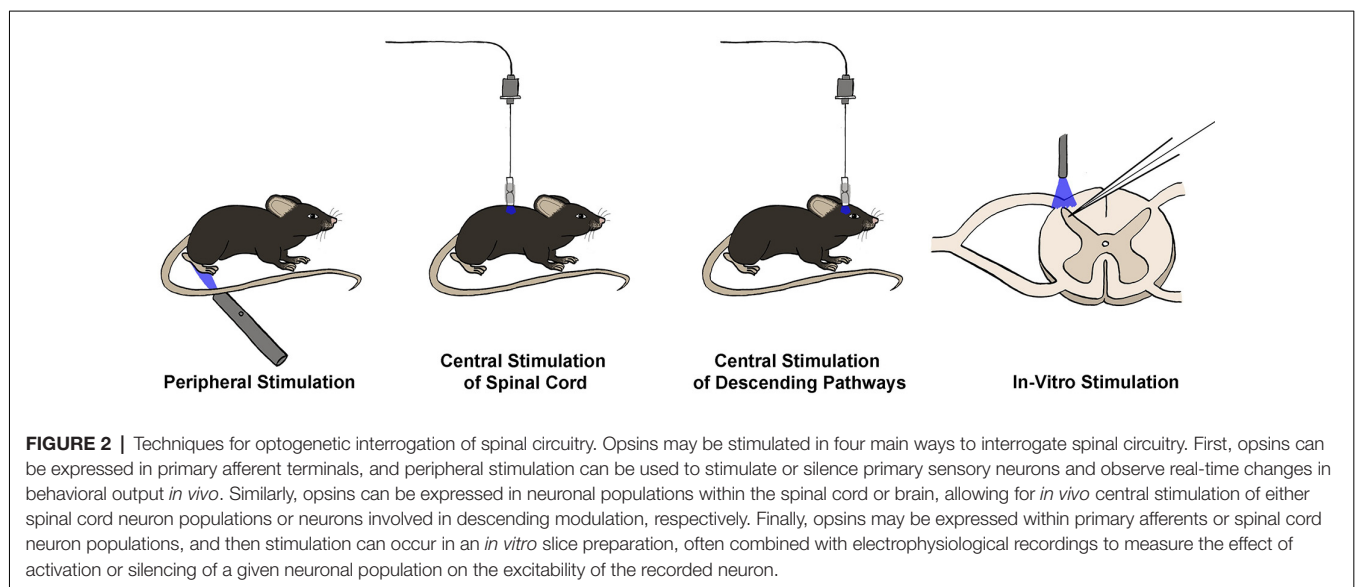 Peripheral Stimulation
Central Stimulation
of Spinal Cord
Central Stimulation
of Descending Pathways
In-Vitro Stimulation
FIGURE 2 | Techniques for optogenetic interrogation of spinal circuitry. Opsins may be stimulated in four main ways to interrogate spinal circuitry. First, opsins can
be expressed in primary afferent terminals, and peripheral stimulation can be used to stimulate or silence primary sensory neurons and observe real-time changes in
behavioral output in vivo. Similarly, opsins can be expressed in neuronal populations within the spinal cord or brain, allowing for in vivo central stimulation of either
spinal cord neuron populations or neurons involved in descending modulation, respectively. Finally, opsins may be expressed within primary afferents or spinal cord
neuron populations, and then stimulation can occur in an in vitro slice preparation, often combined with electrophysiological recordings to measure the effect of
activation or silencing of a given neuronal population on the excitability of the recorded neuron.